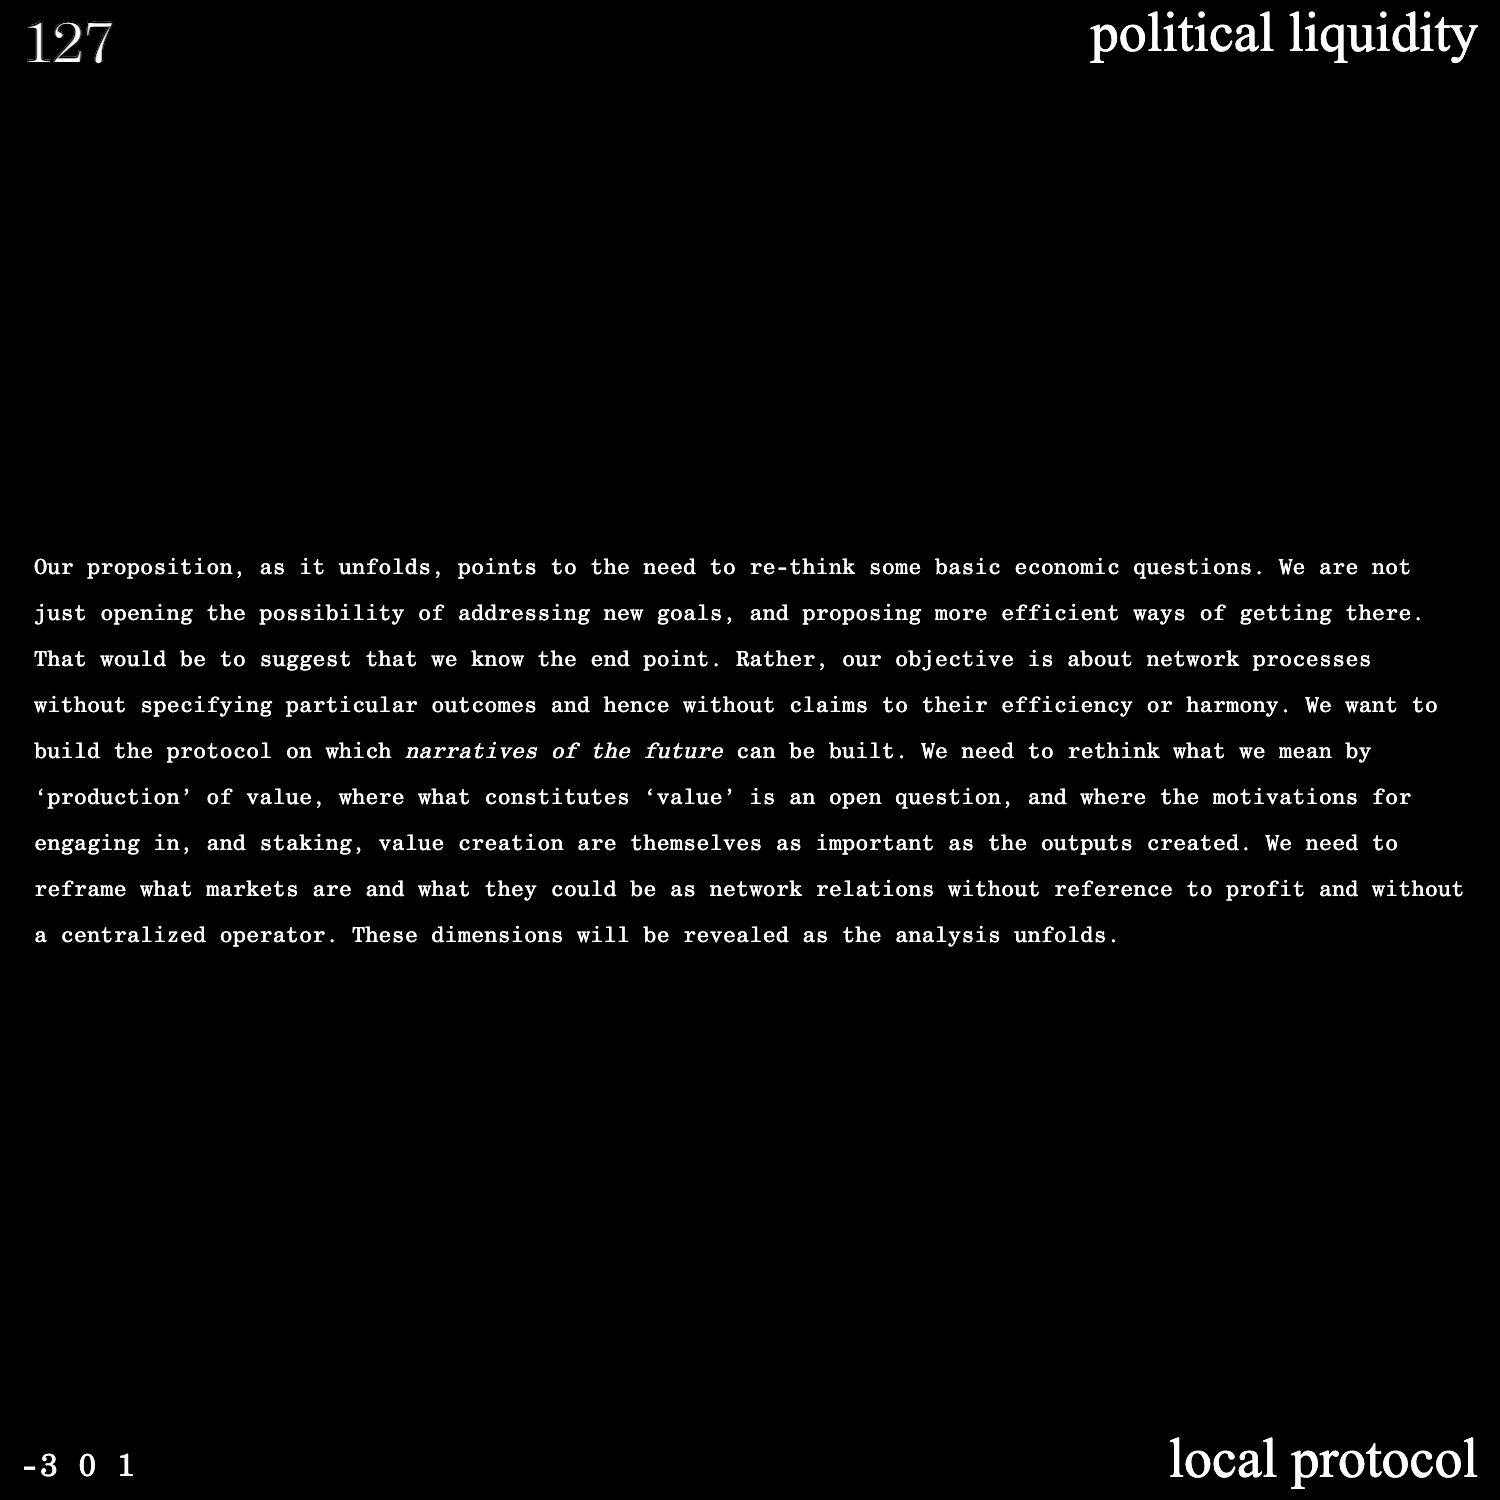 127
political liquidity
Our proposition, as it unfolds, points to the need to re-think some basic economic questions. We are not
just opening the possibility of addressing new goals, and proposing more efficient ways of getting there.
That would be to suggest that we know the end point. Rather, our objective is about network processes
without specifying particular outcomes and hence without claims to their efficiency or harmony. We want to
build the protocol on which narratives of the future can be built. We need to rethink what we mean by
‘production’ of value, where what constitutes ‘value’ is an open question, and where the motivations for
engaging in, and staking, value creation are themselves as important as the outputs created. We need to
reframe what markets are and what they could be as network relations without reference to profit and without
a centralized operator. These dimensions will be revealed as the analysis unfolds.
-3 0 1
local protocol